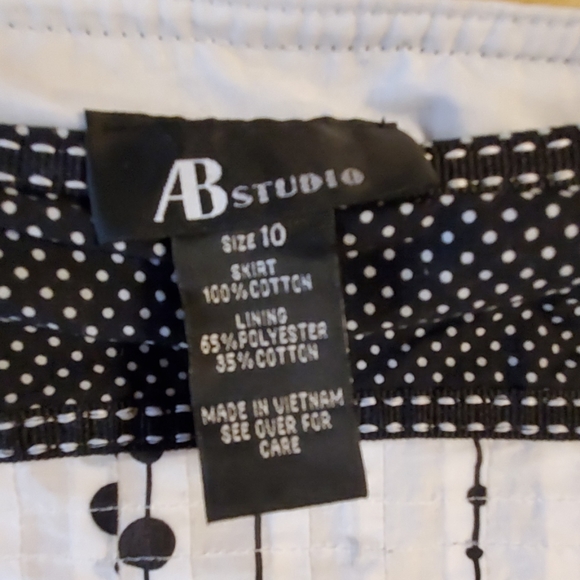 AB STUDIO
SIZE 10
SKIRT
100% COTTON
LINING
65% POLYESTER
35% COTTON
MADE IN VIETNAM
SEE OVER FOR
CARE